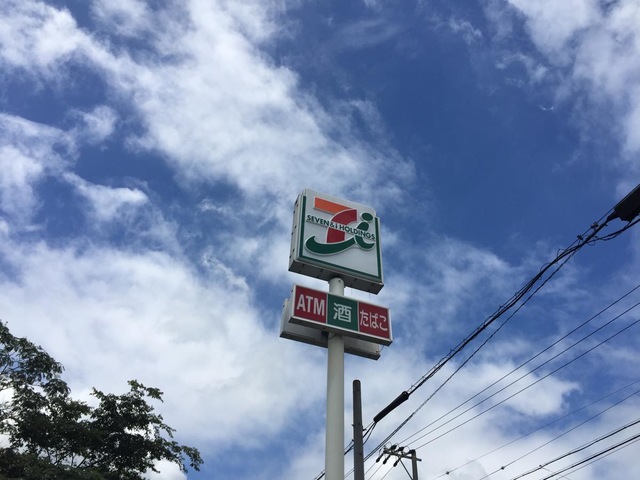 SEVEN & i HOLDINGS
ATM 酒 たばこ